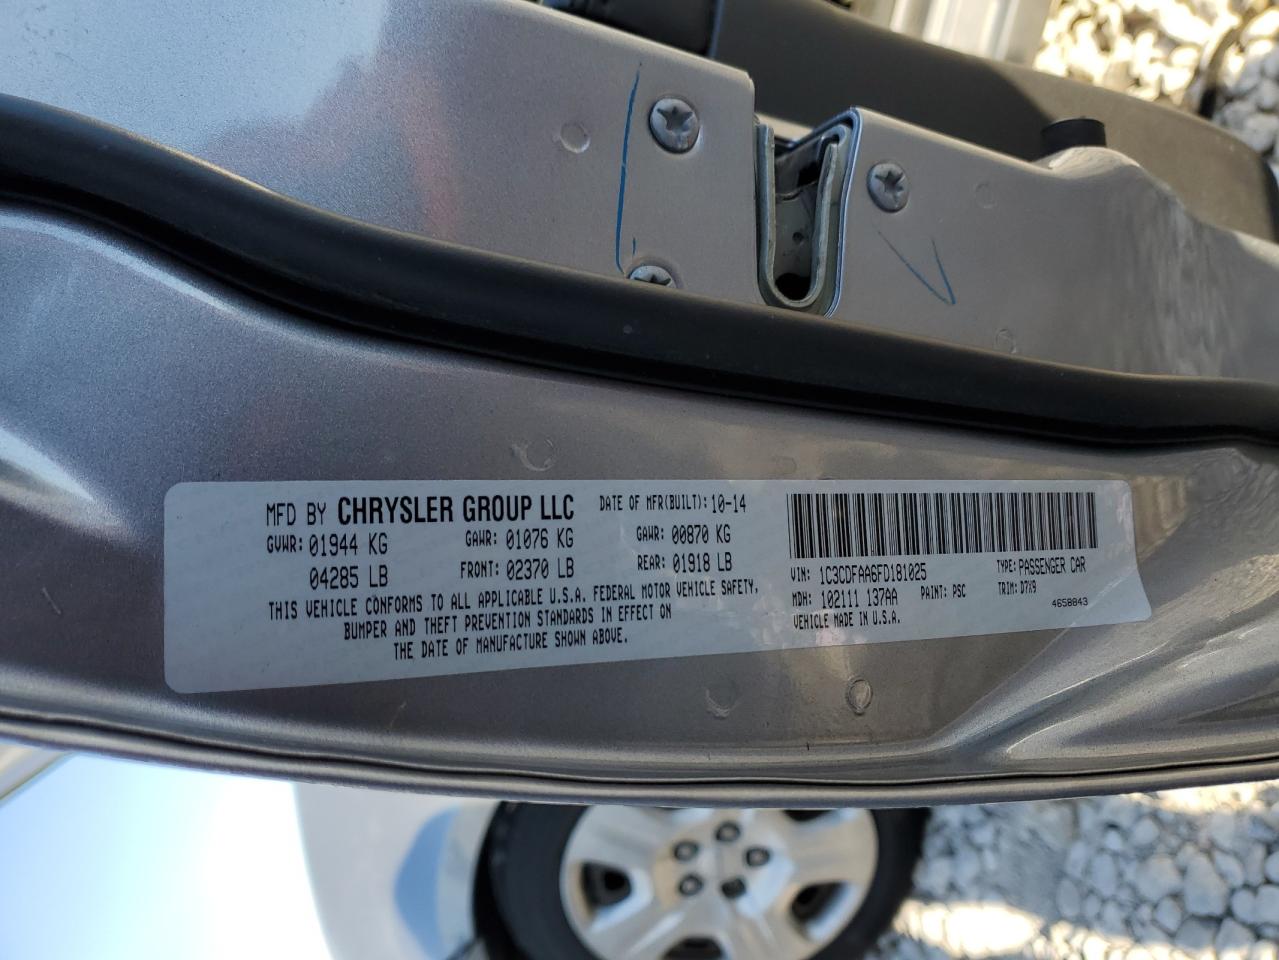 MFD BY CHRYSLER GROUP LLC DATE OF MFR(BUILT): 10-14
GVWR: 01944 KG GAWR: 01076 KG GAWR: 00870 KG
04285 LB FRONT: 02370 LB REAR: 01918 LB
THIS VEHICLE CONFORMS TO ALL APPLICABLE U.S.A. FEDERAL MOTOR VEHICLE SAFETY,
BUMPER AND THEFT PREVENTION STANDARDS IN EFFECT ON
THE DATE OF MANUFACTURE SHOWN ABOVE.
VIN: 1C3CDFAA6FD181025 TYPE: PASSENGER CAR
MDH: 102111 137AA PAINT: PSC TRIM: D7X9
VEHICLE MADE IN U.S.A. 4658843